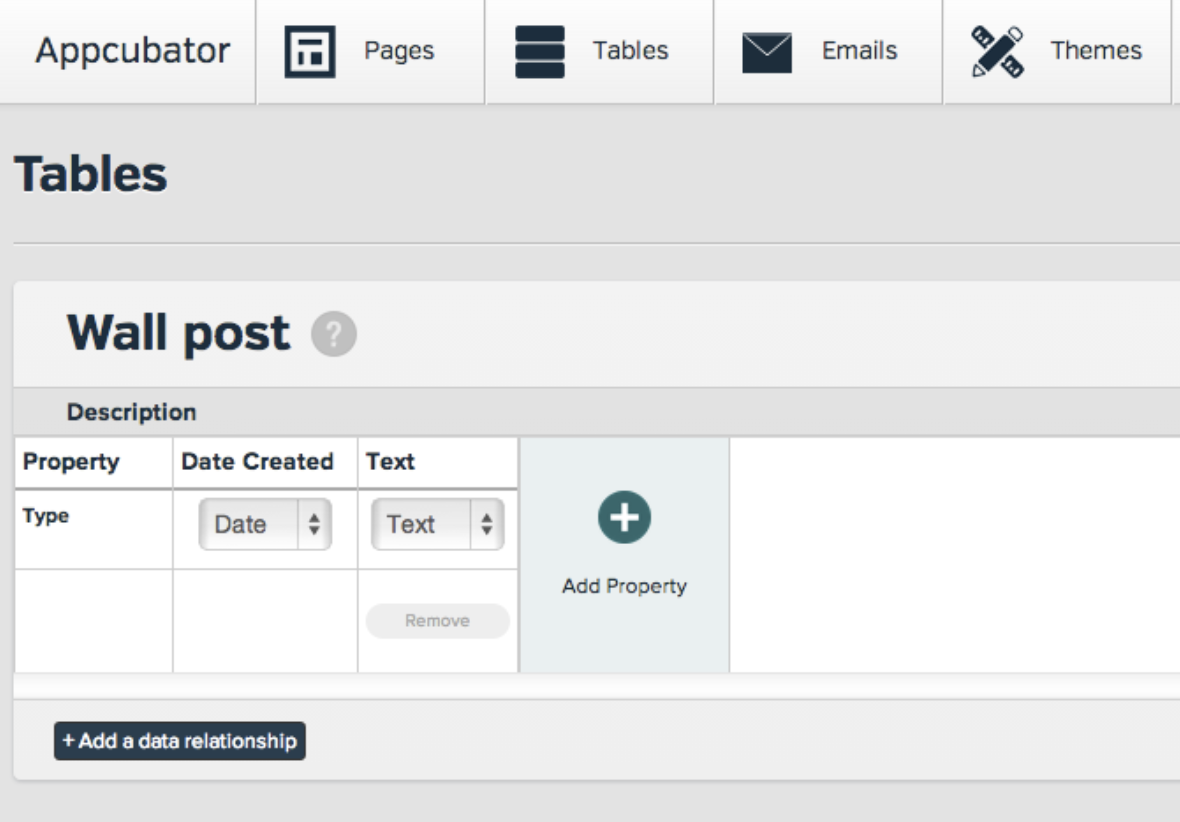 Appcubator Pages Tables Emails Themes
Tables
Wall post ?
Description
Property Date Created Text
Type Date Text
Add Property
Remove
+ Add a data relationship